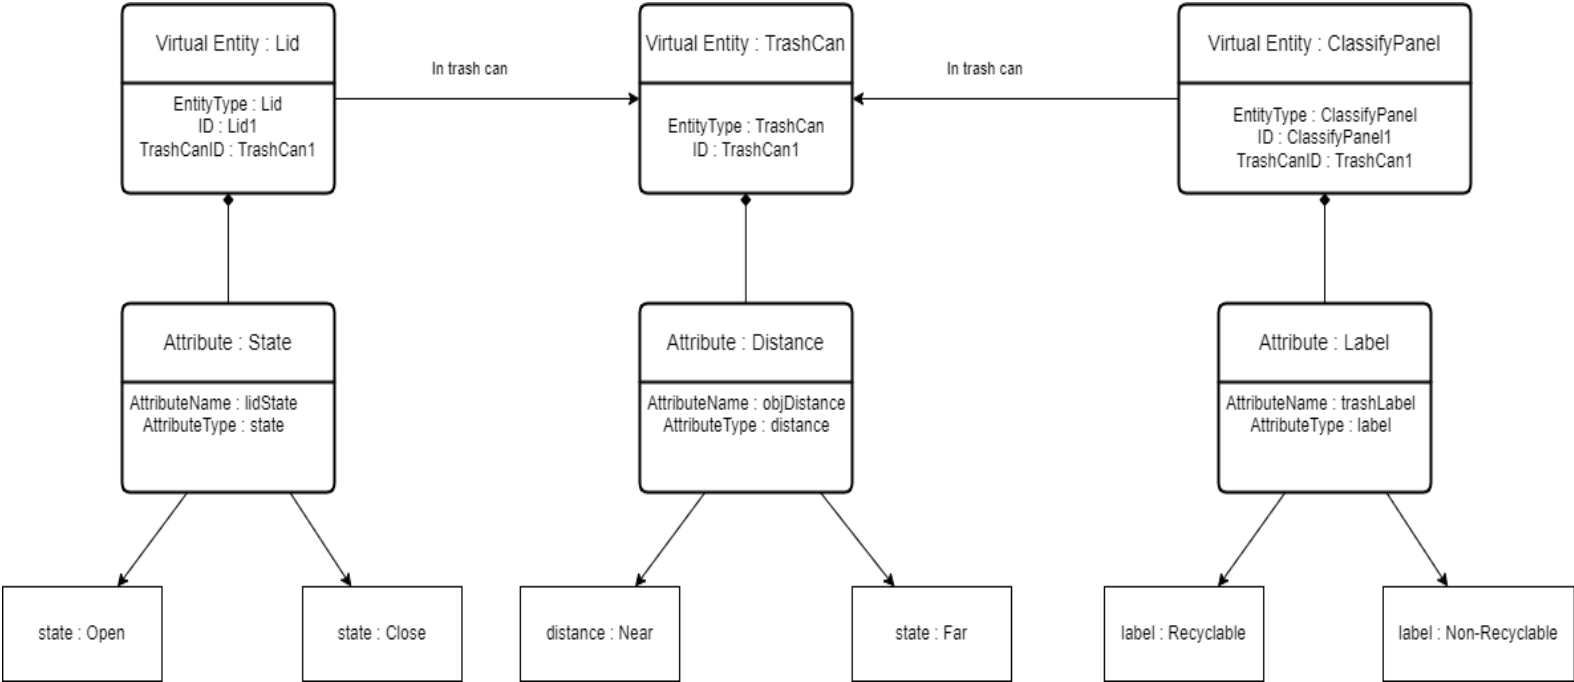 Virtual Entity : Lid
EntityType : Lid
ID : Lid1
TrashCanID : TrashCan1
In trash can
Virtual Entity : TrashCan
EntityType : TrashCan
ID : TrashCan1
In trash can
Virtual Entity : ClassifyPanel
EntityType : ClassifyPanel
ID : ClassifyPanel1
TrashCanID : TrashCan1
Attribute : State
AttributeName : lidState
AttributeType : state
Attribute : Distance
AttributeName : objDistance
AttributeType : distance
Attribute : Label
AttributeName : trashLabel
AttributeType : label
state : Open
state : Close
distance : Near
state : Far
label : Recyclable
label : Non-Recyclable